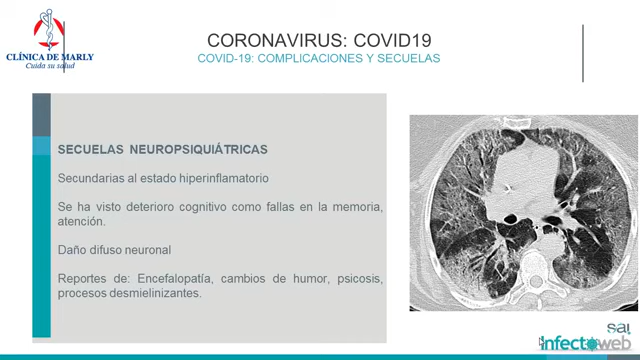 CLÍNICA DE MARLY
Cuida su salud
CORONAVIRUS: COVID19
COVID-19: COMPLICACIONES Y SECUELAS
SECUELAS NEUROPSIQUIÁTRICAS
Secundarias al estado hiperinflamatorio
Se ha visto deterioro cognitivo como fallas en la memoria,
atención.
Daño difuso neuronal
Reportes de: Encefalopatía, cambios de humor, psicosis,
procesos desmielinizantes.
infectoweb